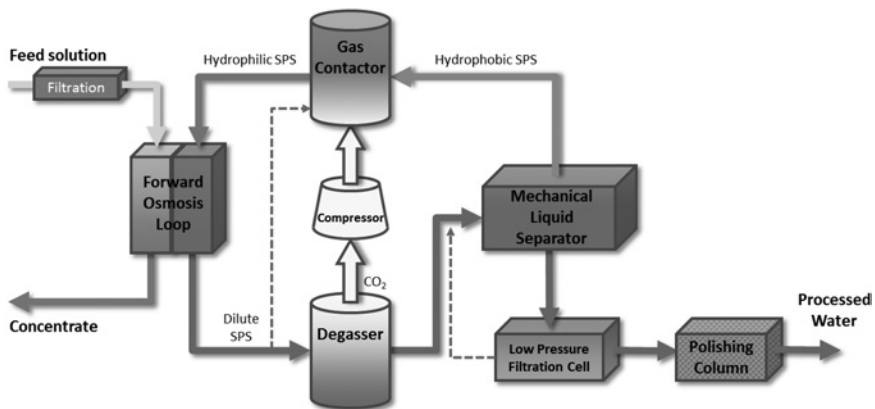 Feed solution
Filtration
Hydrophilic SPS
Gas
Contactor
Hydrophobic SPS
Forward
Osmosis
Loop
Compressor
Mechanical
Liquid
Separator
CO₂
Concentrate
Dilute
SPS
Degasser
Low Pressure
Filtration Cell
Polishing
Column
Processed
Water